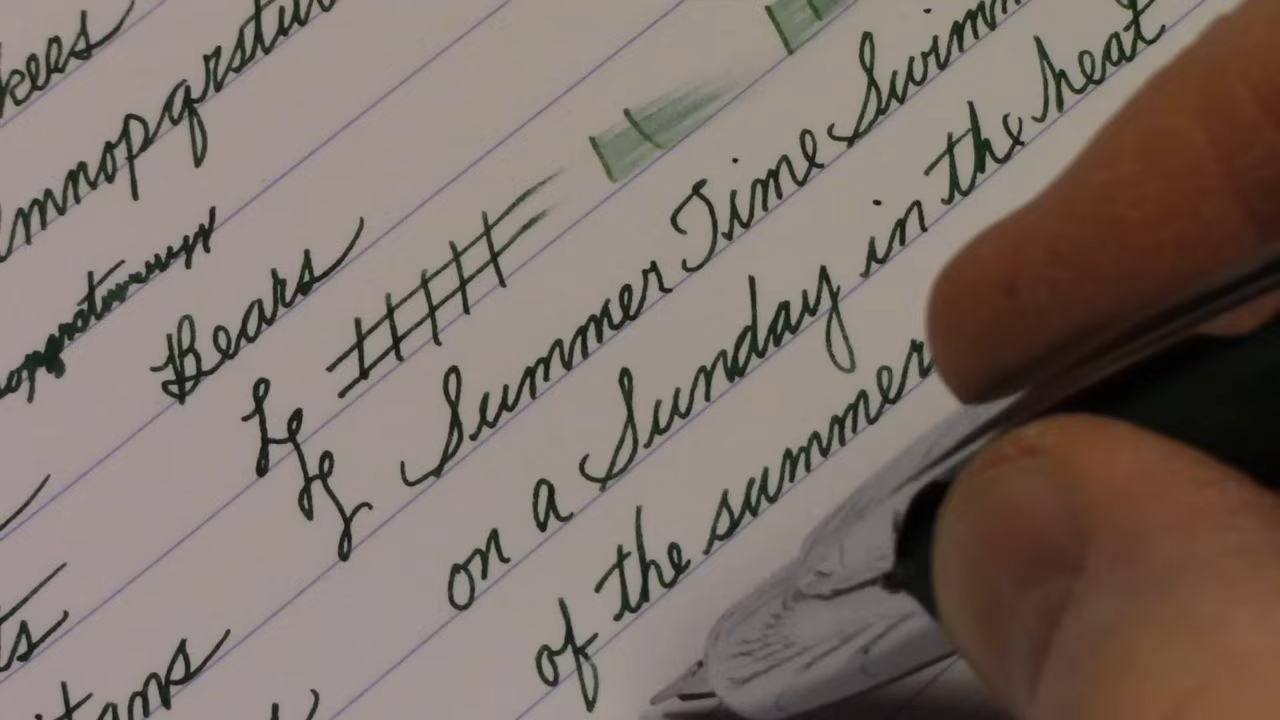 kees
mnopqrstu
Bears
Summer Time Swimm
on a Sunday in the heat
of the summer